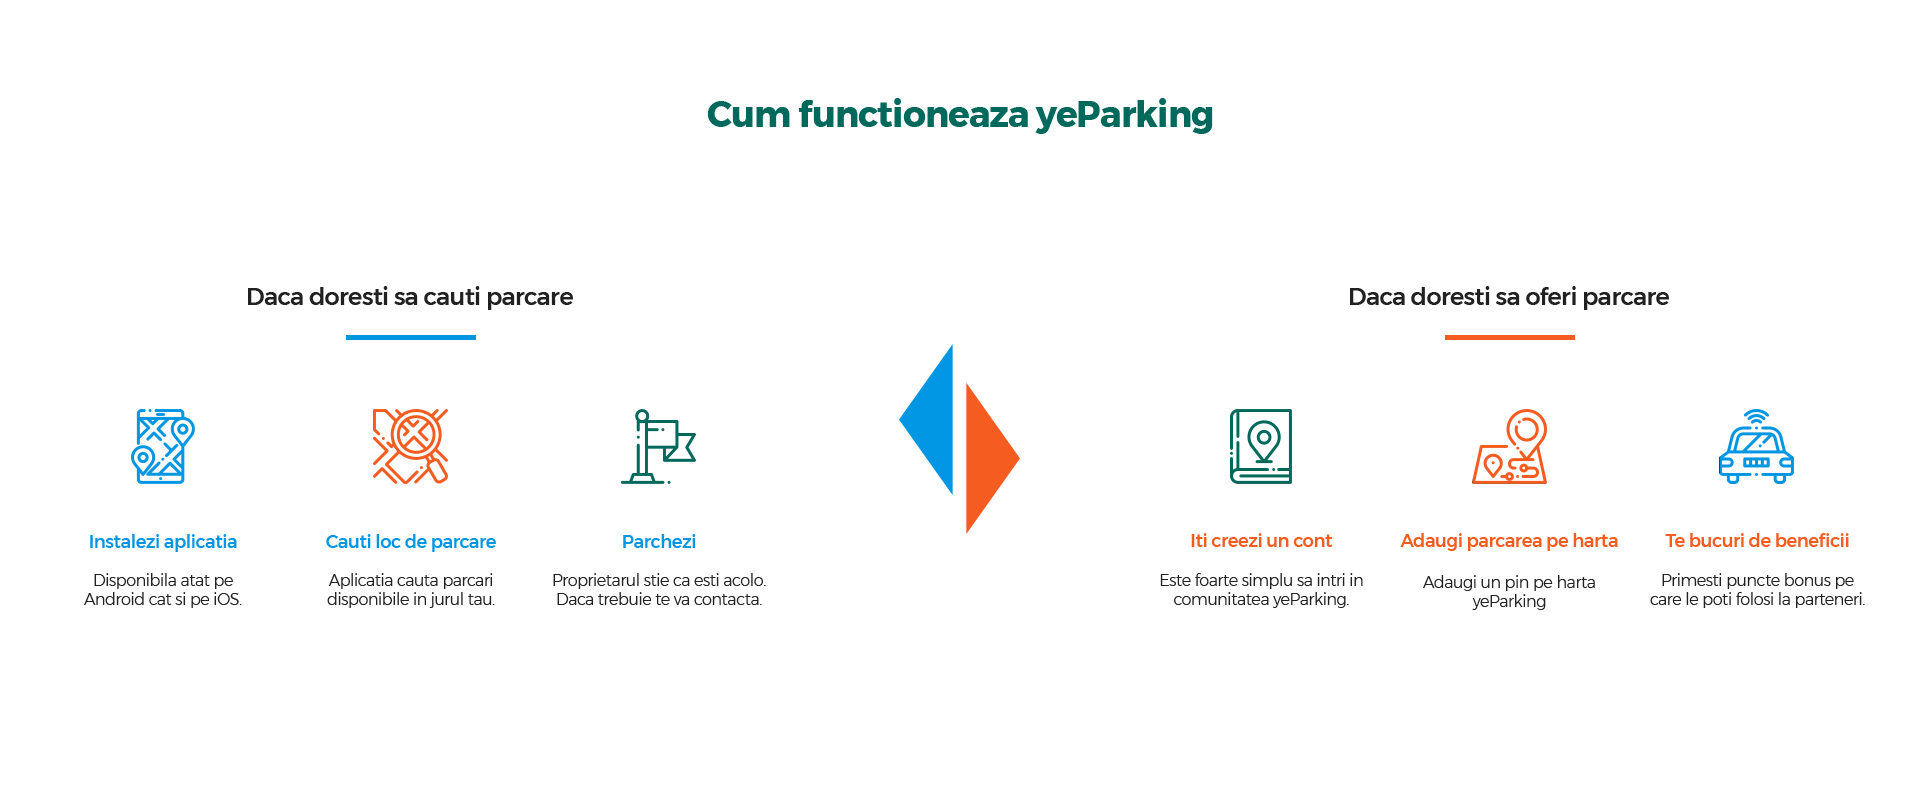 Cum functioneaza yeParking
Daca doresti sa cauti parcare
Instalezi aplicatia
Disponibila atat pe
Android cat si pe iOS.
Cauti loc de parcare
Aplicatia cauta parcari
disponibile in jurul tau.
Parchezi
Proprietarul stie ca esti acolo.
Daca trebuie te va contacta.
Daca doresti sa oferi parcare
Iti creezi un cont
Este foarte simplu sa intri in
comunitatea yeParking.
Adaugi parcarea pe harta
Adaugi un pin pe harta
yeParking
Te bucuri de beneficii
Primesti puncte bonus pe
care le poti folosi la parteneri.